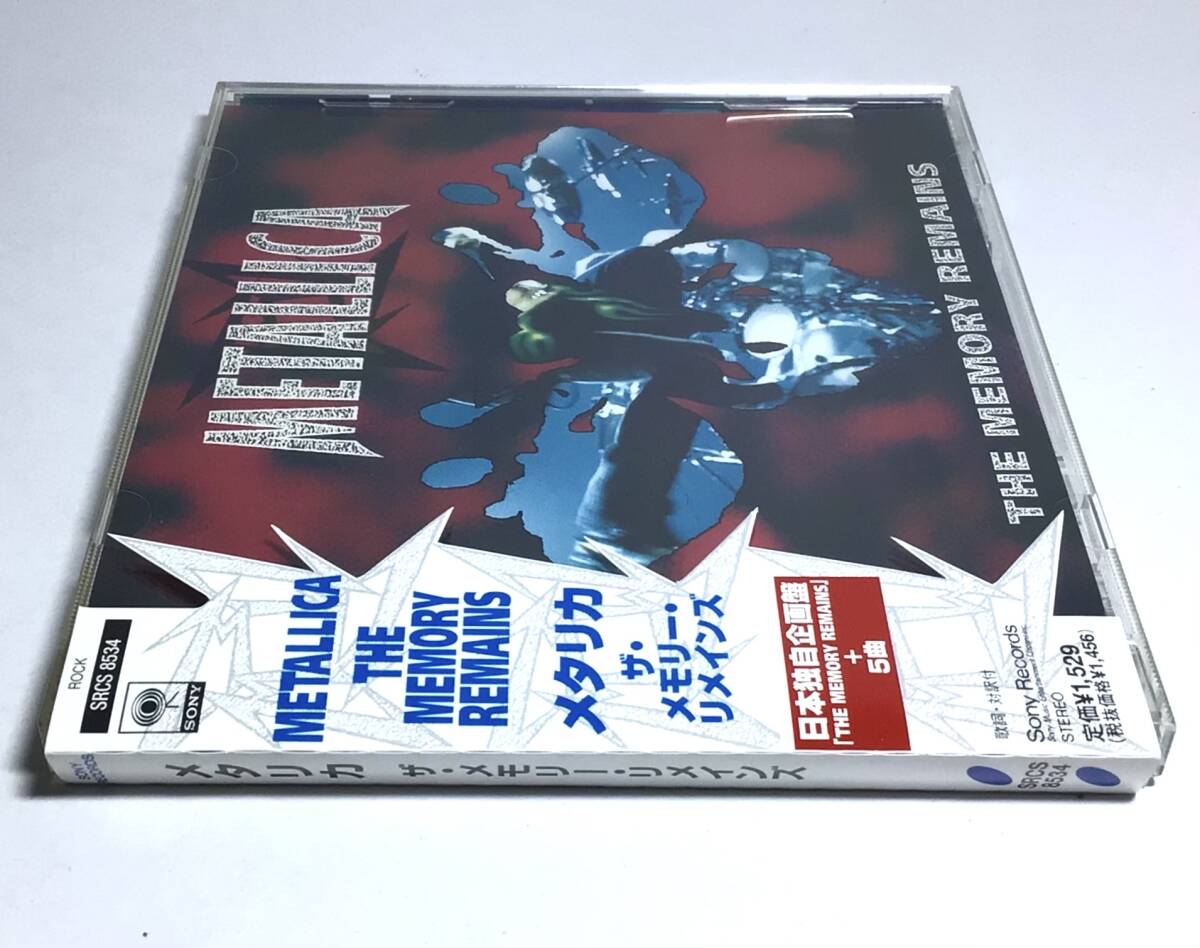 METALLICA
THE MEMORY REMAINS
ROCK
SRCS 8534
SONY
METALLICA
THE
MEMORY
REMAINS
メタリカ
ザ・
メモリー・
リメインズ
日本独自企画盤
「THE MEMORY REMAINS」
+
5曲
歌詞・対訳付
Sony Records
STEREO
定価¥1,529
(税抜価格¥1,456)
SONY
RECORDS
メタリカ ザ・メモリー・リメインズ
SRCS
8534